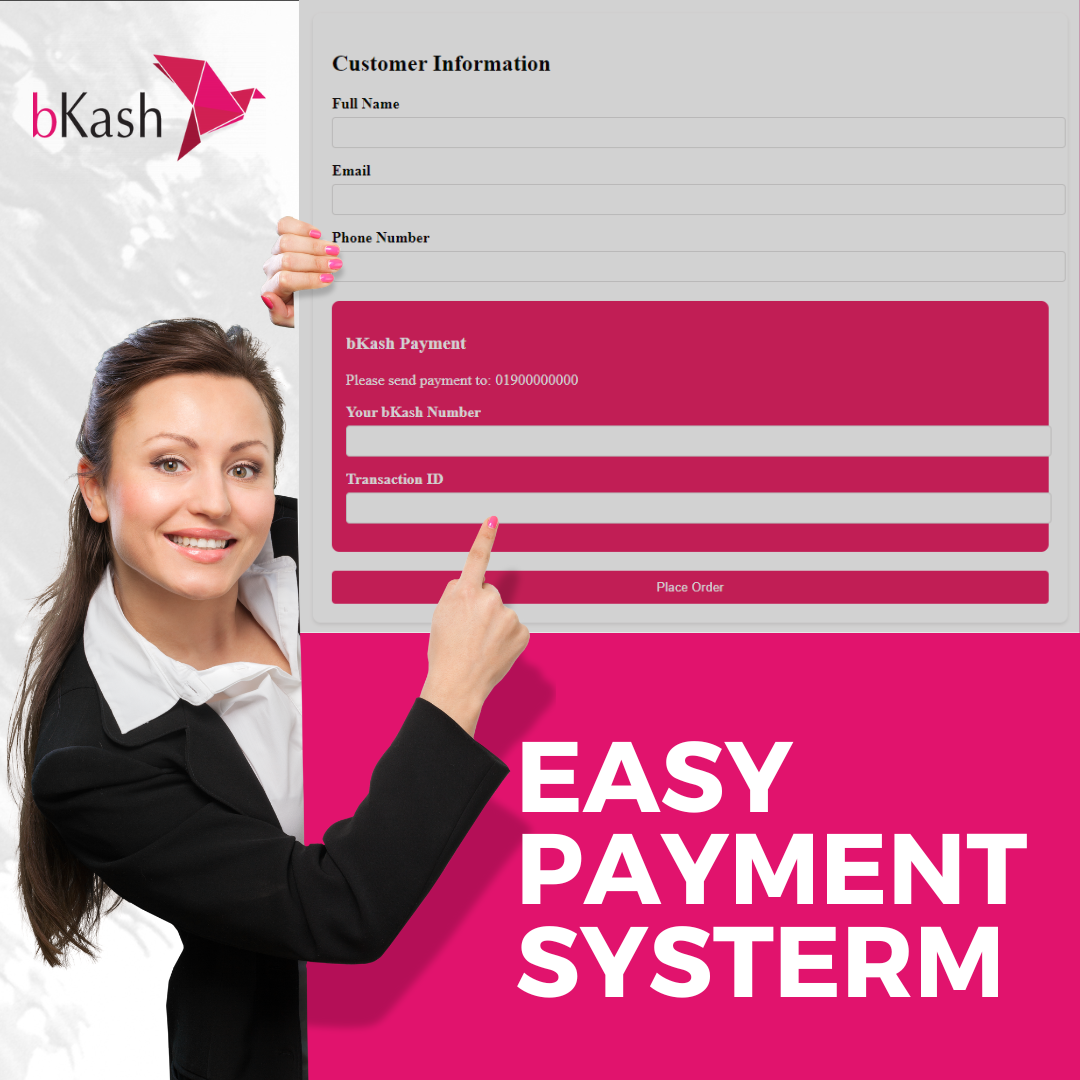 bKash
Customer Information
Full Name
Email
Phone Number
bKash Payment
Please send payment to: 01900000000
Your bKash Number
Transaction ID
Place Order
EASY
PAYMENT
SYSTERM